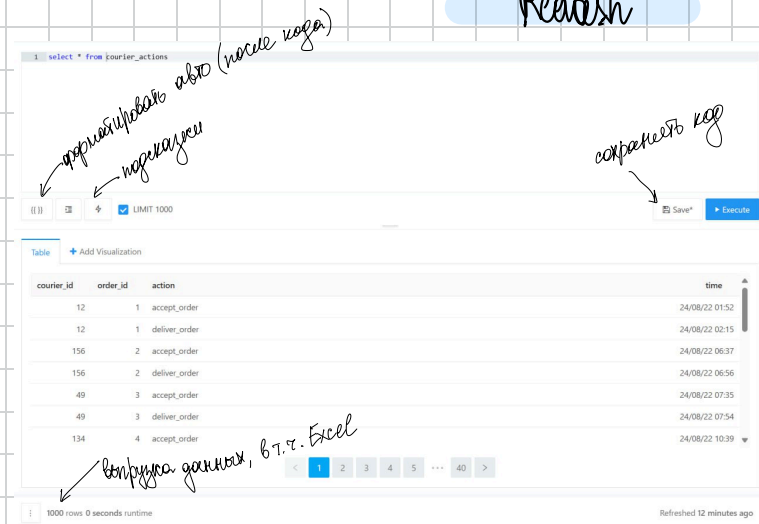 Redash
1 select * from courier_actions
форматировать авто (после кода)
подсказки
сохранить код
{{ }} LIMIT 1000 Save* Execute
Table + Add Visualization
courier_id order_id action time
12 1 accept_order 24/08/22 01:52
12 1 deliver_order 24/08/22 02:15
156 2 accept_order 24/08/22 06:37
156 2 deliver_order 24/08/22 06:56
49 3 accept_order 24/08/22 07:35
49 3 deliver_order 24/08/22 07:54
134 4 accept_order 24/08/22 10:39
выгрузка данных, в т.ч. Excel
< 1 2 3 4 5 ••• 40 >
1000 rows 0 seconds runtime Refreshed 12 minutes ago